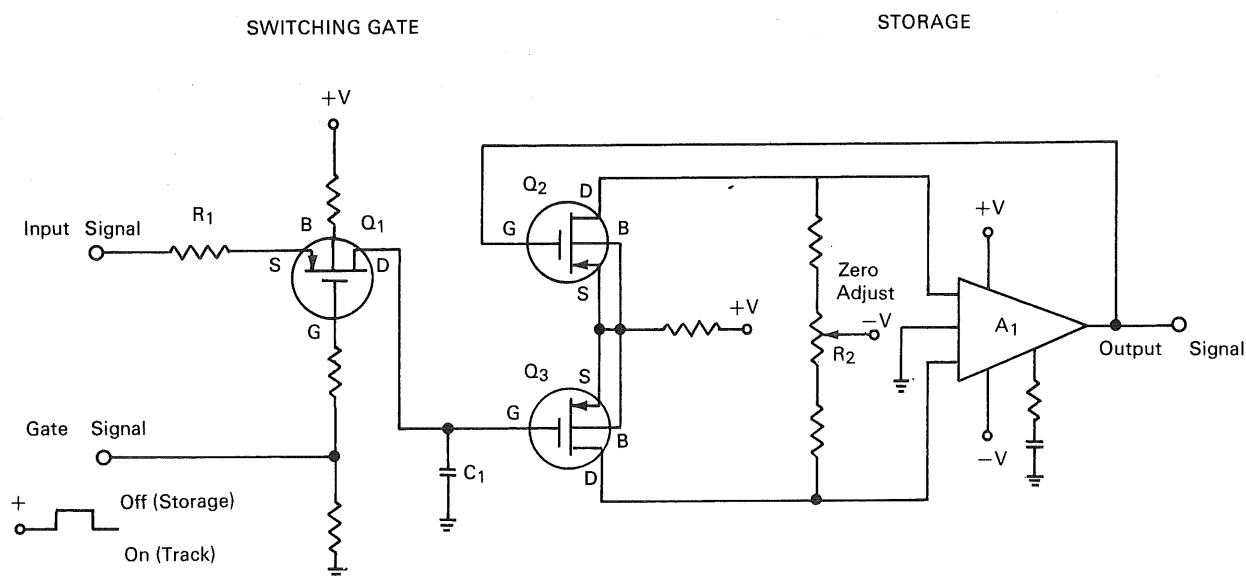 SWITCHING GATE
STORAGE
+V
Input Signal
R1
B
Q1
S
D
G
Gate Signal
+
Off (Storage)
On (Track)
C1
Q2
D
G
B
S
+V
Q3
S
G
B
D
Zero
Adjust
−V
R2
+V
A1
−V
Output Signal